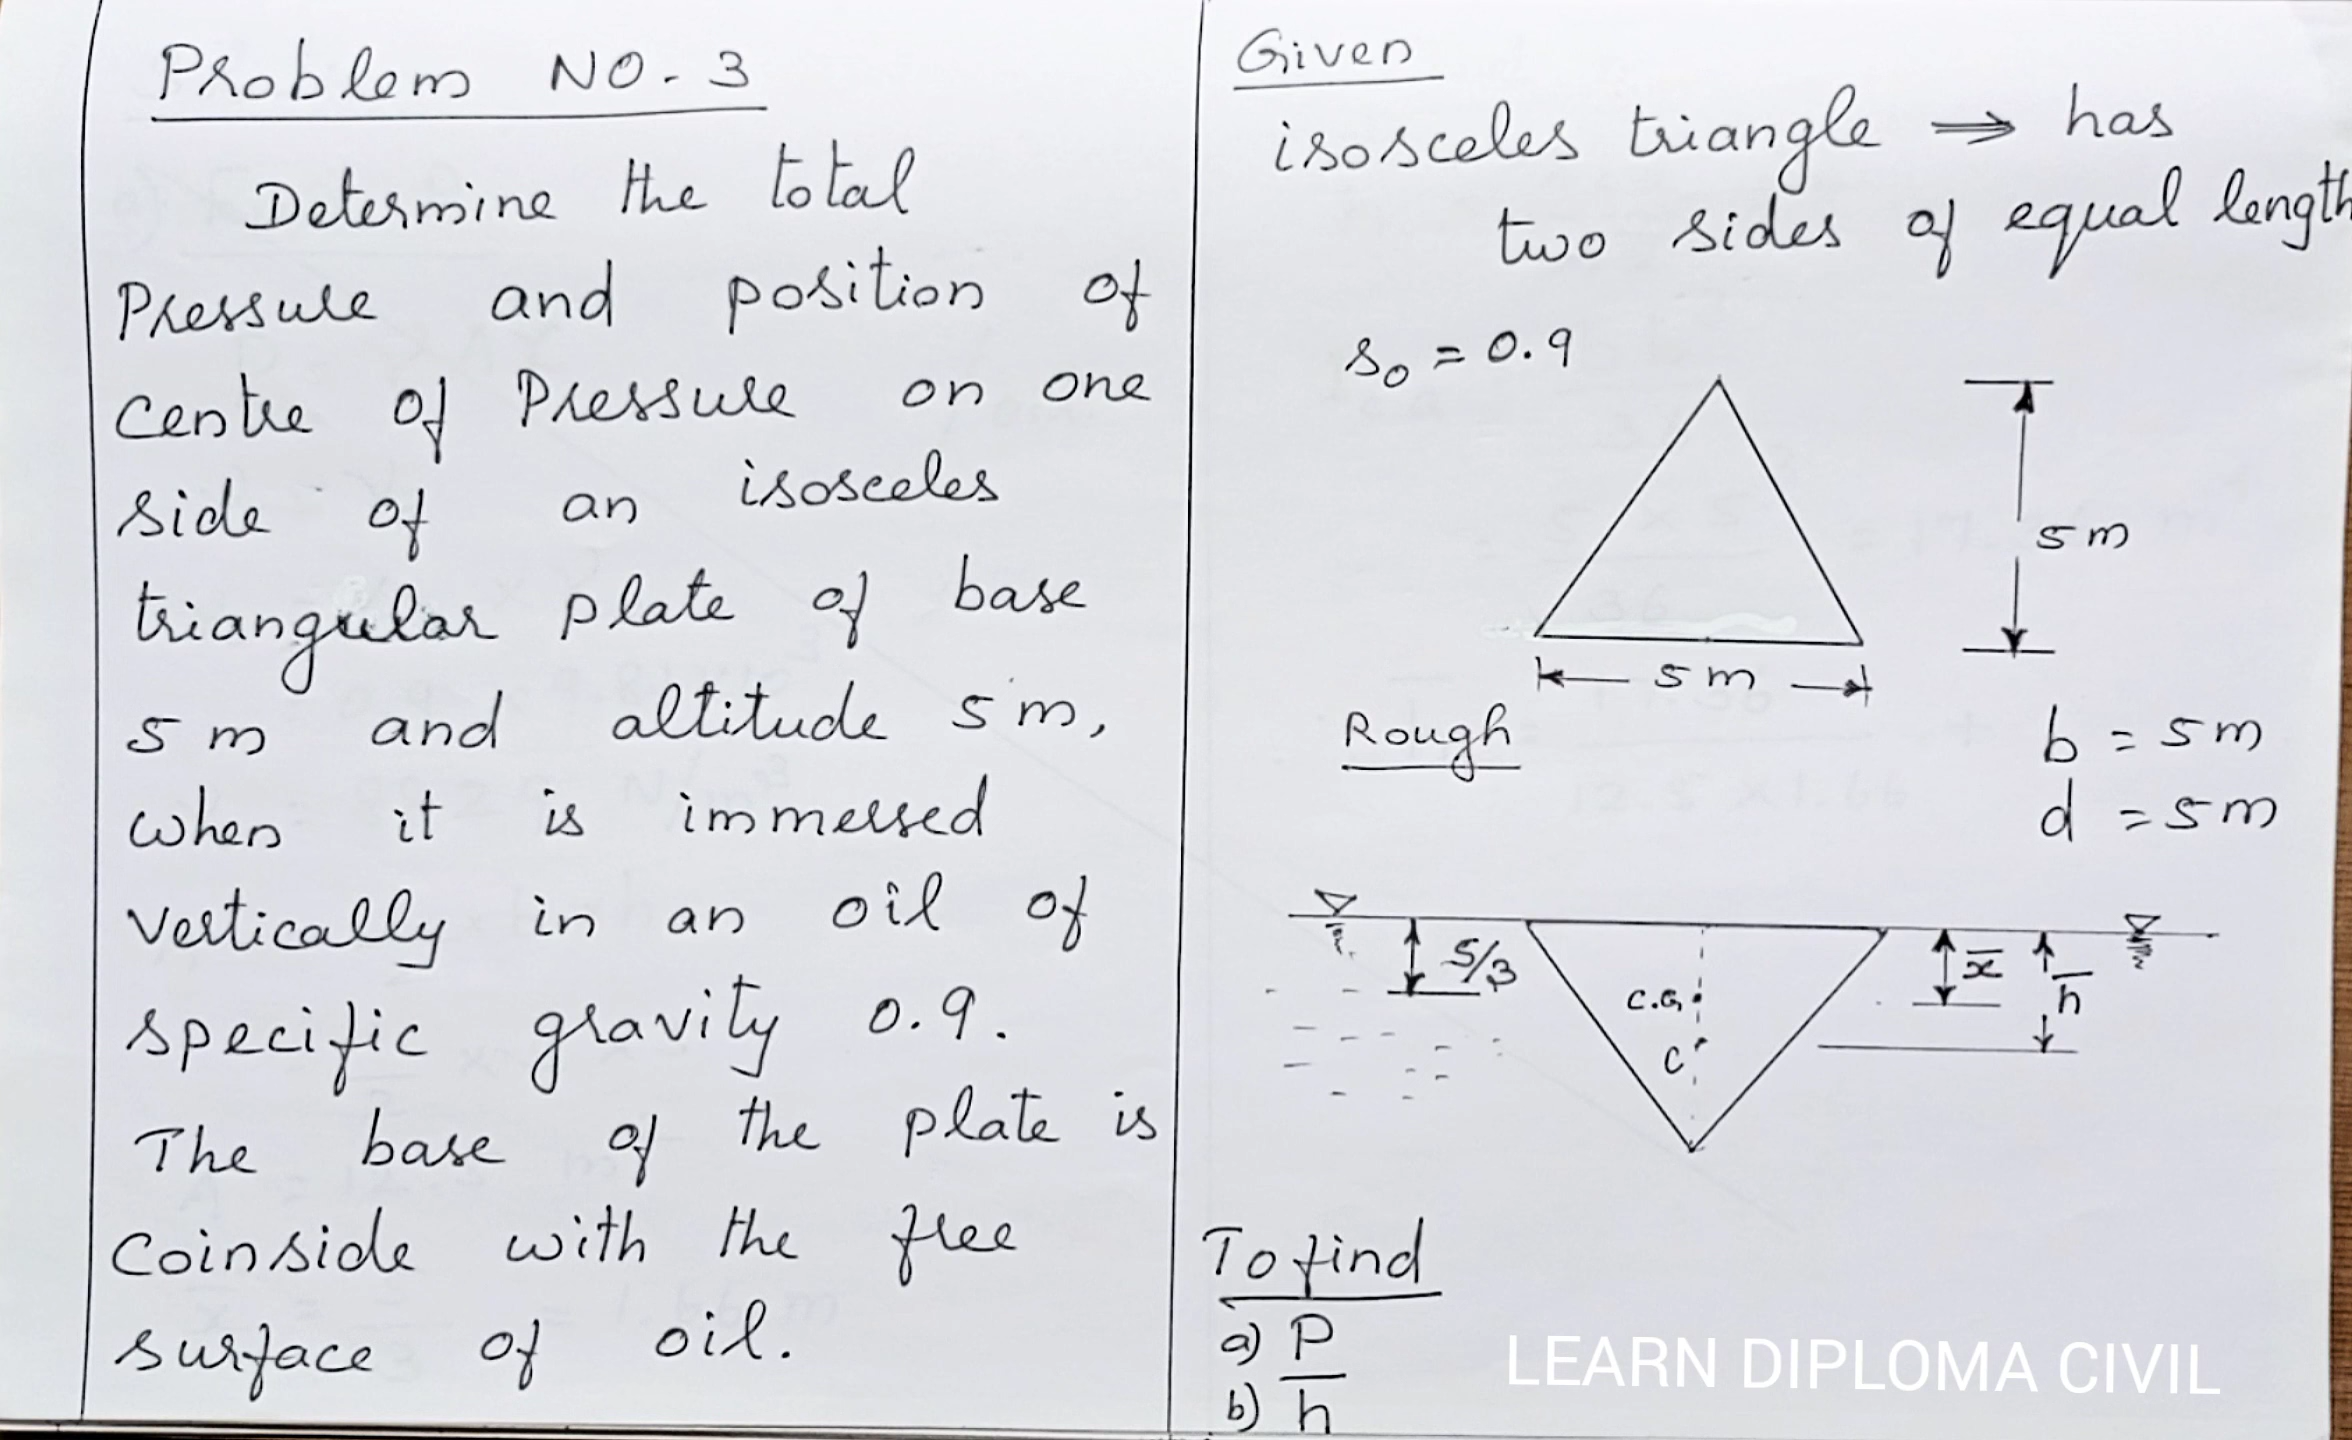 Problem NO. 3
Determine the total
Pressure and position of
centre of Pressure on one
side of an isosceles
triangular plate of base
5 m and altitude 5 m,
when it is immersed
vertically in an oil of
specific gravity 0.9.
The base of the plate is
coinside with the free
surface of oil.
Given
isosceles triangle ⇒ has
two sides of equal length
s₀ = 0.9
5 m
5 m
Rough
b = 5 m
d = 5 m
5/3
C.G.
C
x̄
h̄
To find
a) P
b) h̄
LEARN DIPLOMA CIVIL